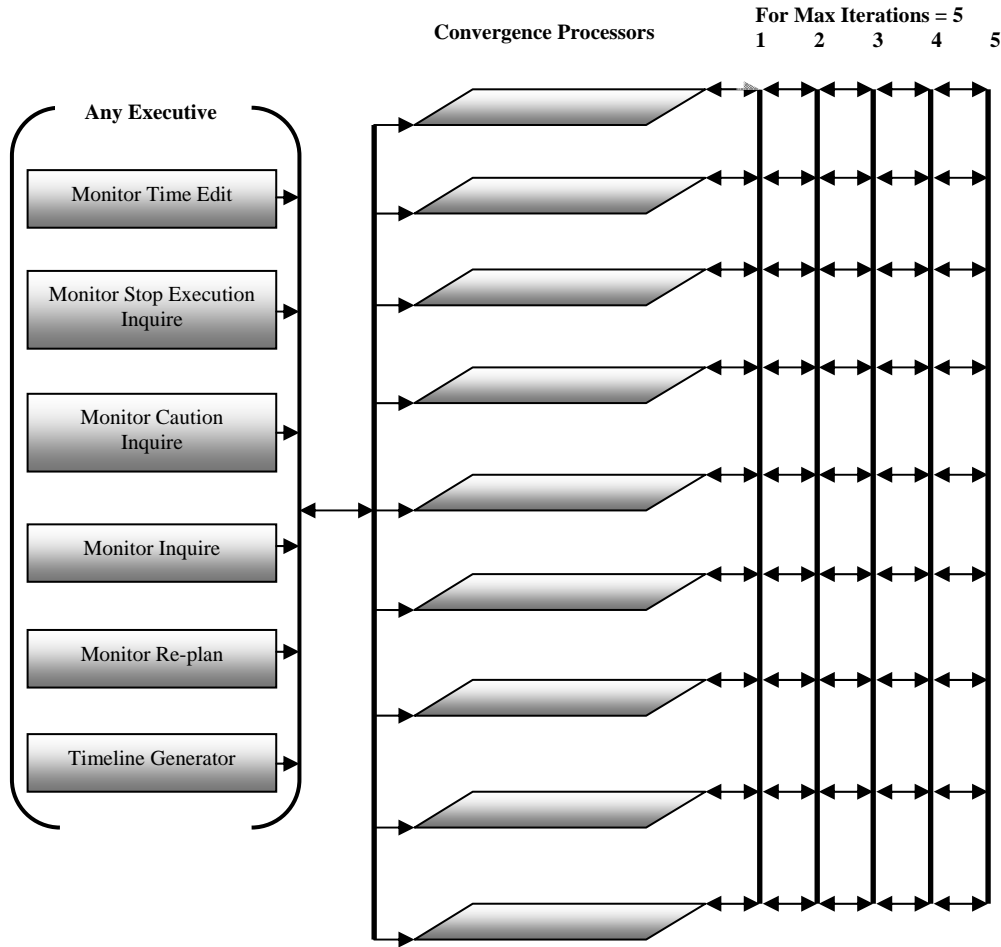 For Max Iterations = 5
Convergence Processors
1 2 3 4 5
Any Executive
Monitor Time Edit
Monitor Stop Execution
Inquire
Monitor Caution
Inquire
Monitor Inquire
Monitor Re-plan
Timeline Generator